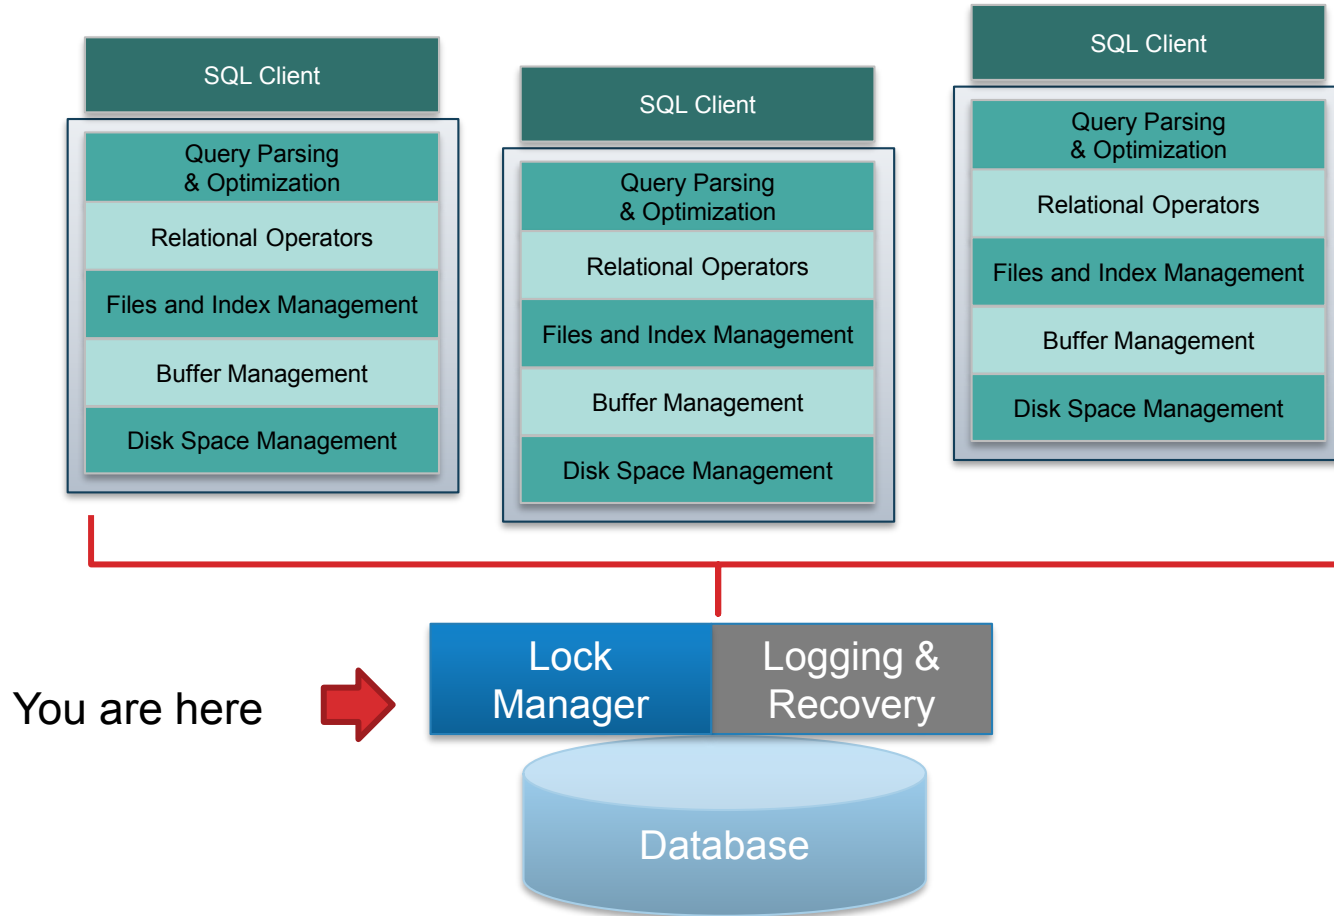 SQL Client
Query Parsing
& Optimization
Relational Operators
Files and Index Management
Buffer Management
Disk Space Management
SQL Client
Query Parsing
& Optimization
Relational Operators
Files and Index Management
Buffer Management
Disk Space Management
SQL Client
Query Parsing
& Optimization
Relational Operators
Files and Index Management
Buffer Management
Disk Space Management
You are here
Lock
Manager
Logging &
Recovery
Database